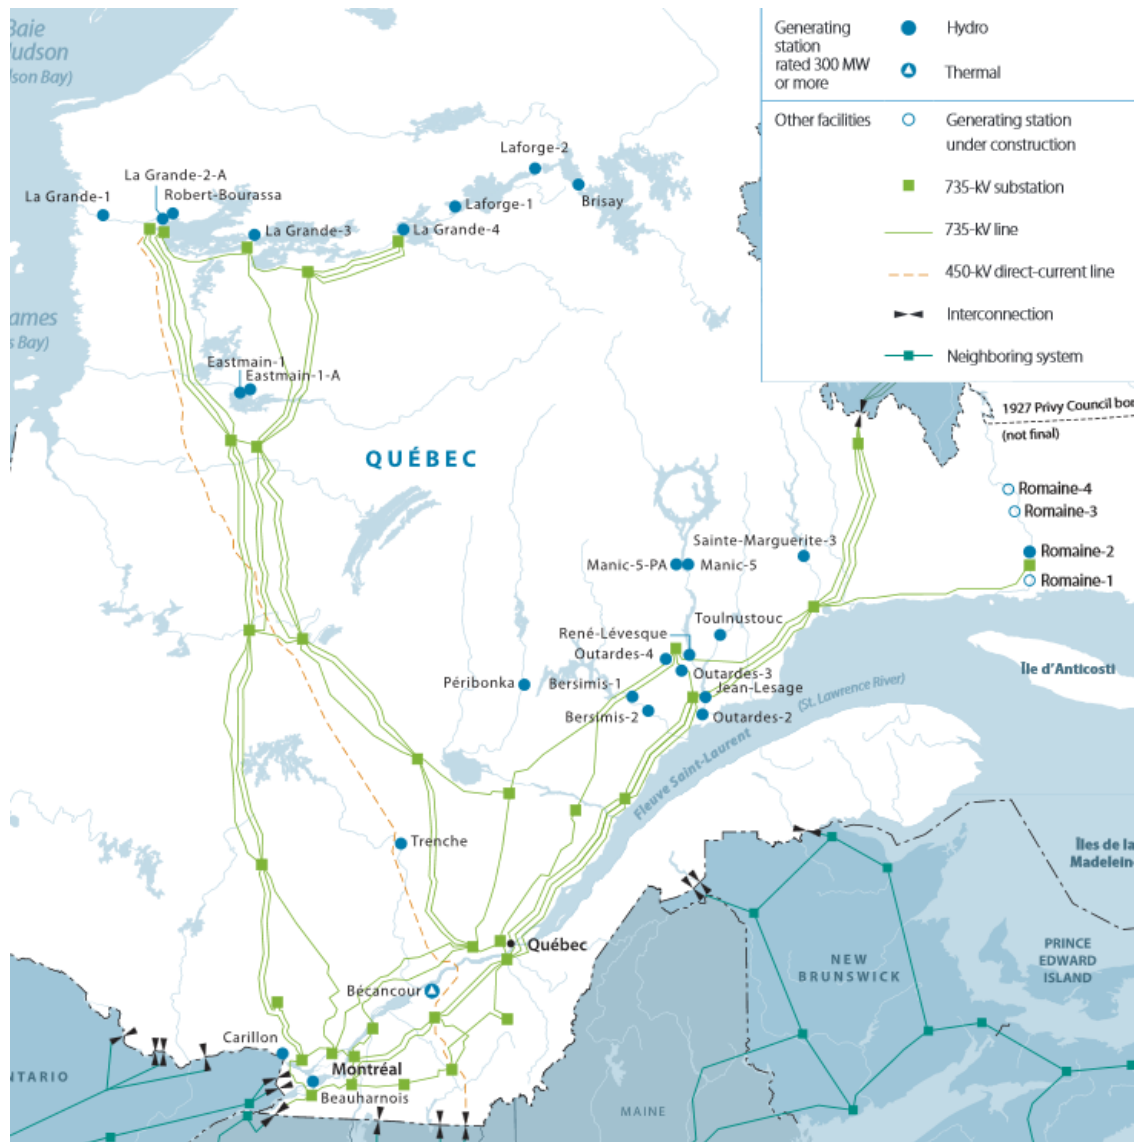 Baie
Hudson
(Hudson Bay)
Generating
station
rated 300 MW
or more
Hydro
Thermal
Other facilities
Generating station
under construction
735-kV substation
735-kV line
450-kV direct-current line
Interconnection
Neighboring system
1927 Privy Council
(not final)
Laforge-2
La Grande-2-A
Robert-Bourassa
La Grande-1
Laforge-1
Brisay
La Grande-3
La Grande-4
ames
s Bay)
Eastmain-1
Eastmain-1-A
QUÉBEC
Romaine-4
Romaine-3
Sainte-Marguerite-3
Romaine-2
Manic-5-PA
Manic-5
Romaine-1
Toulnustouc
René-Lévesque
Outardes-4
Île d'Anticosti
Outardes-3
Péribonka
Bersimis-1
Jean-Lesage
(St. Lawrence River)
Bersimis-2
Outardes-2
Fleuve Saint-Laurent
Trenche
Îles de la
Madeleine
Québec
PRINCE
EDWARD
ISLAND
NEW
BRUNSWICK
Bécancour
Carillon
Montréal
NTARIO
Beauharnois
MAINE